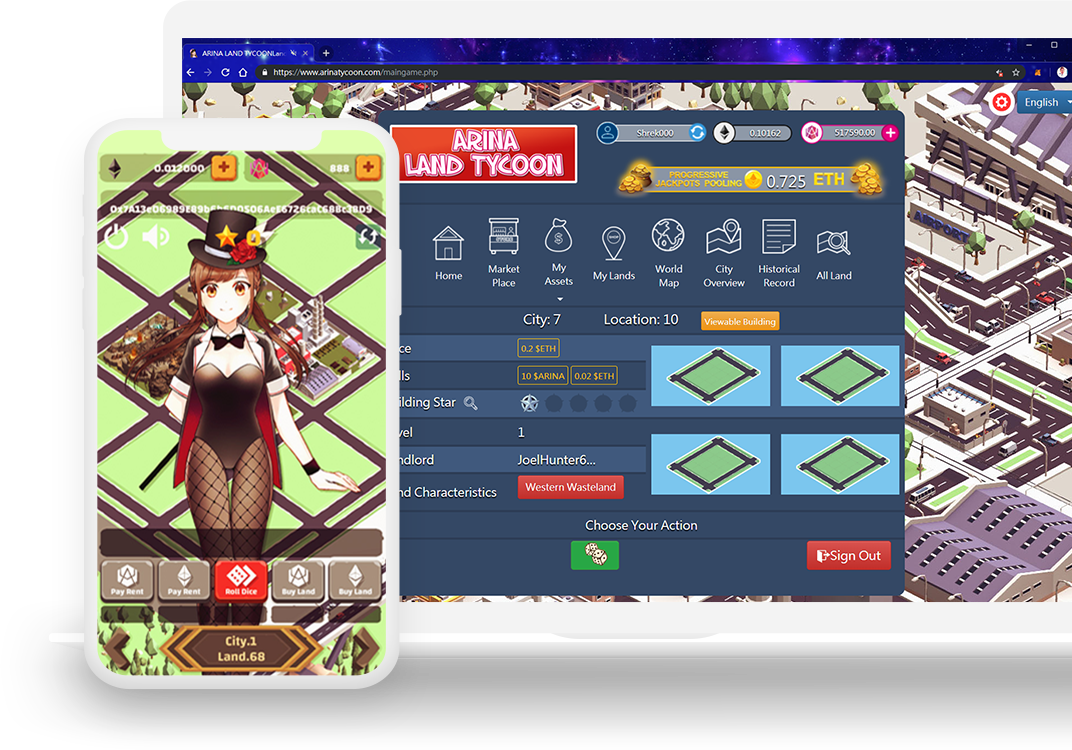 ARINA LAND TYCOON
https://www.arinatycoon.com/maingame.php
English
ARINA
LAND TYCOON
Shrek000
0.10162
517590.00
PROGRESSIVE
JACKPOTS POOLING
0.725 ETH
AIRPORT
Home
Market
Place
My
Assets
My Lands
World
Map
City
Overview
Historical
Record
All Land
City: 7
Location: 10
Viewable Building
ce
0.2 $ETH
lls
10 $ARINA
0.02 $ETH
ilding Star
vel
1
ndlord
JoelHunter6...
nd Characteristics
Western Wasteland
Choose Your Action
Sign Out
0.012000
888
Pay Rent
Pay Rent
Roll Dice
Buy Land
Buy Land
City.1
Land.68